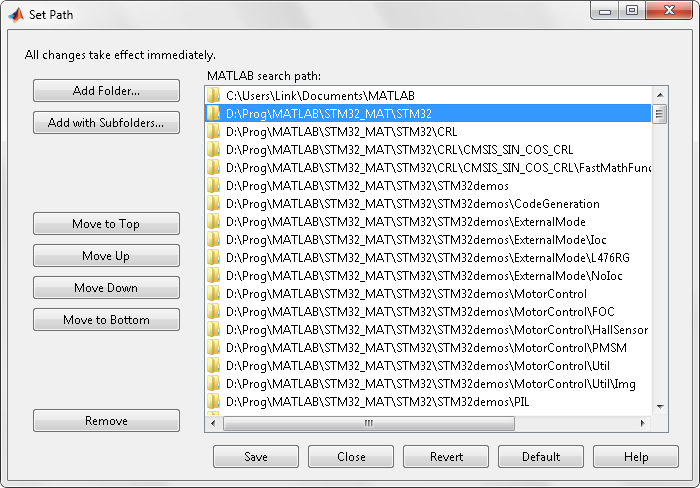 Set Path
All changes take effect immediately.
MATLAB search path:
Add Folder...
Add with Subfolders...
Move to Top
Move Up
Move Down
Move to Bottom
Remove
C:\Users\Link\Documents\MATLAB
D:\Prog\MATLAB\STM32_MAT\STM32
D:\Prog\MATLAB\STM32_MAT\STM32\CRL
D:\Prog\MATLAB\STM32_MAT\STM32\CRL\CMSIS_SIN_COS_CRL
D:\Prog\MATLAB\STM32_MAT\STM32\CRL\CMSIS_SIN_COS_CRL\FastMathFunc
D:\Prog\MATLAB\STM32_MAT\STM32\STM32demos
D:\Prog\MATLAB\STM32_MAT\STM32\STM32demos\CodeGeneration
D:\Prog\MATLAB\STM32_MAT\STM32\STM32demos\ExternalMode
D:\Prog\MATLAB\STM32_MAT\STM32\STM32demos\ExternalMode\Ioc
D:\Prog\MATLAB\STM32_MAT\STM32\STM32demos\ExternalMode\L476RG
D:\Prog\MATLAB\STM32_MAT\STM32\STM32demos\ExternalMode\NoIoc
D:\Prog\MATLAB\STM32_MAT\STM32\STM32demos\MotorControl
D:\Prog\MATLAB\STM32_MAT\STM32\STM32demos\MotorControl\FOC
D:\Prog\MATLAB\STM32_MAT\STM32\STM32demos\MotorControl\HallSensor
D:\Prog\MATLAB\STM32_MAT\STM32\STM32demos\MotorControl\PMSM
D:\Prog\MATLAB\STM32_MAT\STM32\STM32demos\MotorControl\Util
D:\Prog\MATLAB\STM32_MAT\STM32\STM32demos\MotorControl\Util\Img
D:\Prog\MATLAB\STM32_MAT\STM32\STM32demos\PIL
Save
Close
Revert
Default
Help